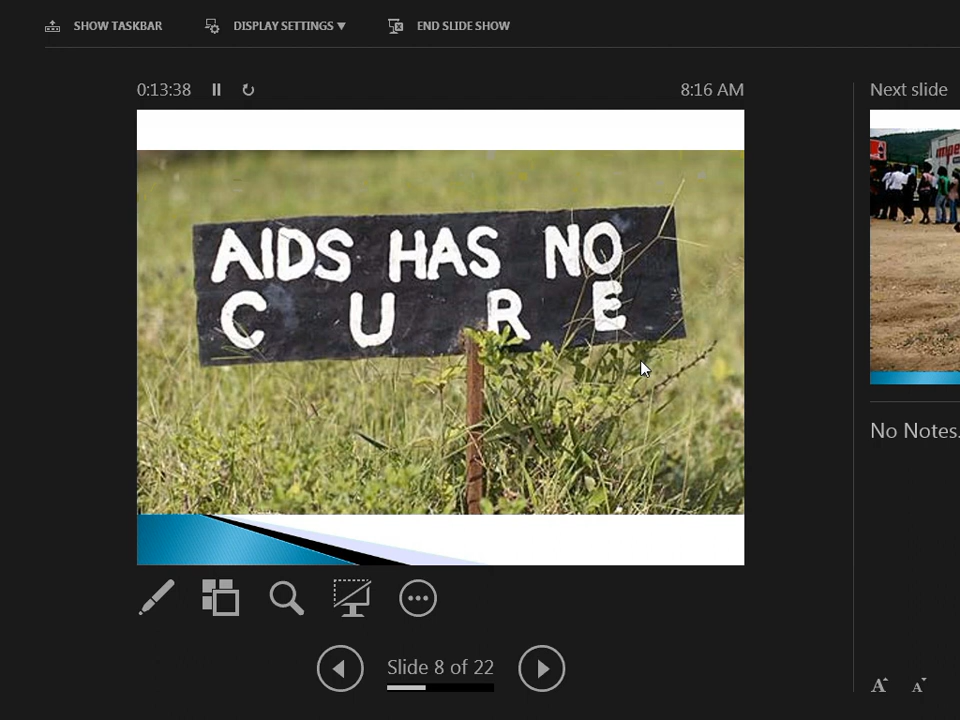 SHOW TASKBAR DISPLAY SETTINGS ▼ END SLIDE SHOW
0:13:38 8:16 AM Next slide
AIDS HAS NO
C U R E
No Notes.
Slide 8 of 22
A A